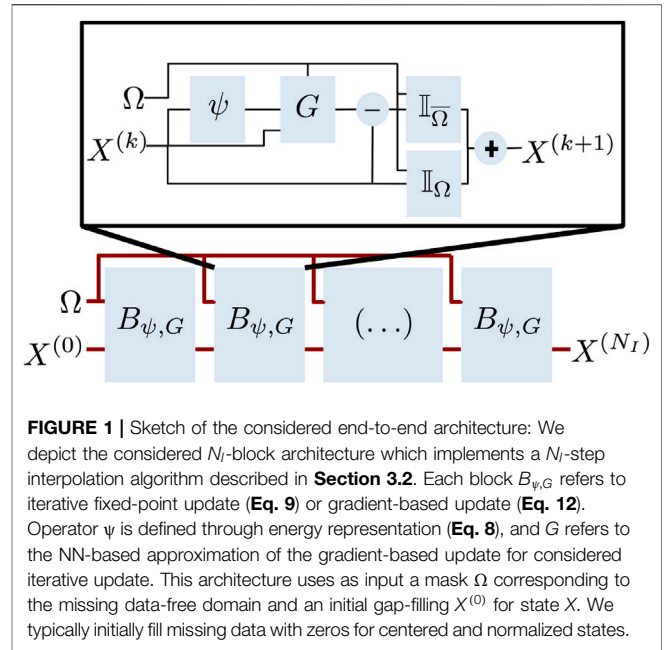 Ω ψ G − 𝕀_Ω̅
X^(k) + X^(k+1)
𝕀_Ω
Ω B_ψ,G B_ψ,G (...) B_ψ,G
X^(0) X^(N_I)
FIGURE 1 | Sketch of the considered end-to-end architecture: We
depict the considered N_I-block architecture which implements a N_I-step
interpolation algorithm described in Section 3.2. Each block B_ψ,G refers to
iterative fixed-point update (Eq. 9) or gradient-based update (Eq. 12).
Operator ψ is defined through energy representation (Eq. 8), and G refers to
the NN-based approximation of the gradient-based update for considered
iterative update. This architecture uses as input a mask Ω corresponding to
the missing data-free domain and an initial gap-filling X^(0) for state X. We
typically initially fill missing data with zeros for centered and normalized states.